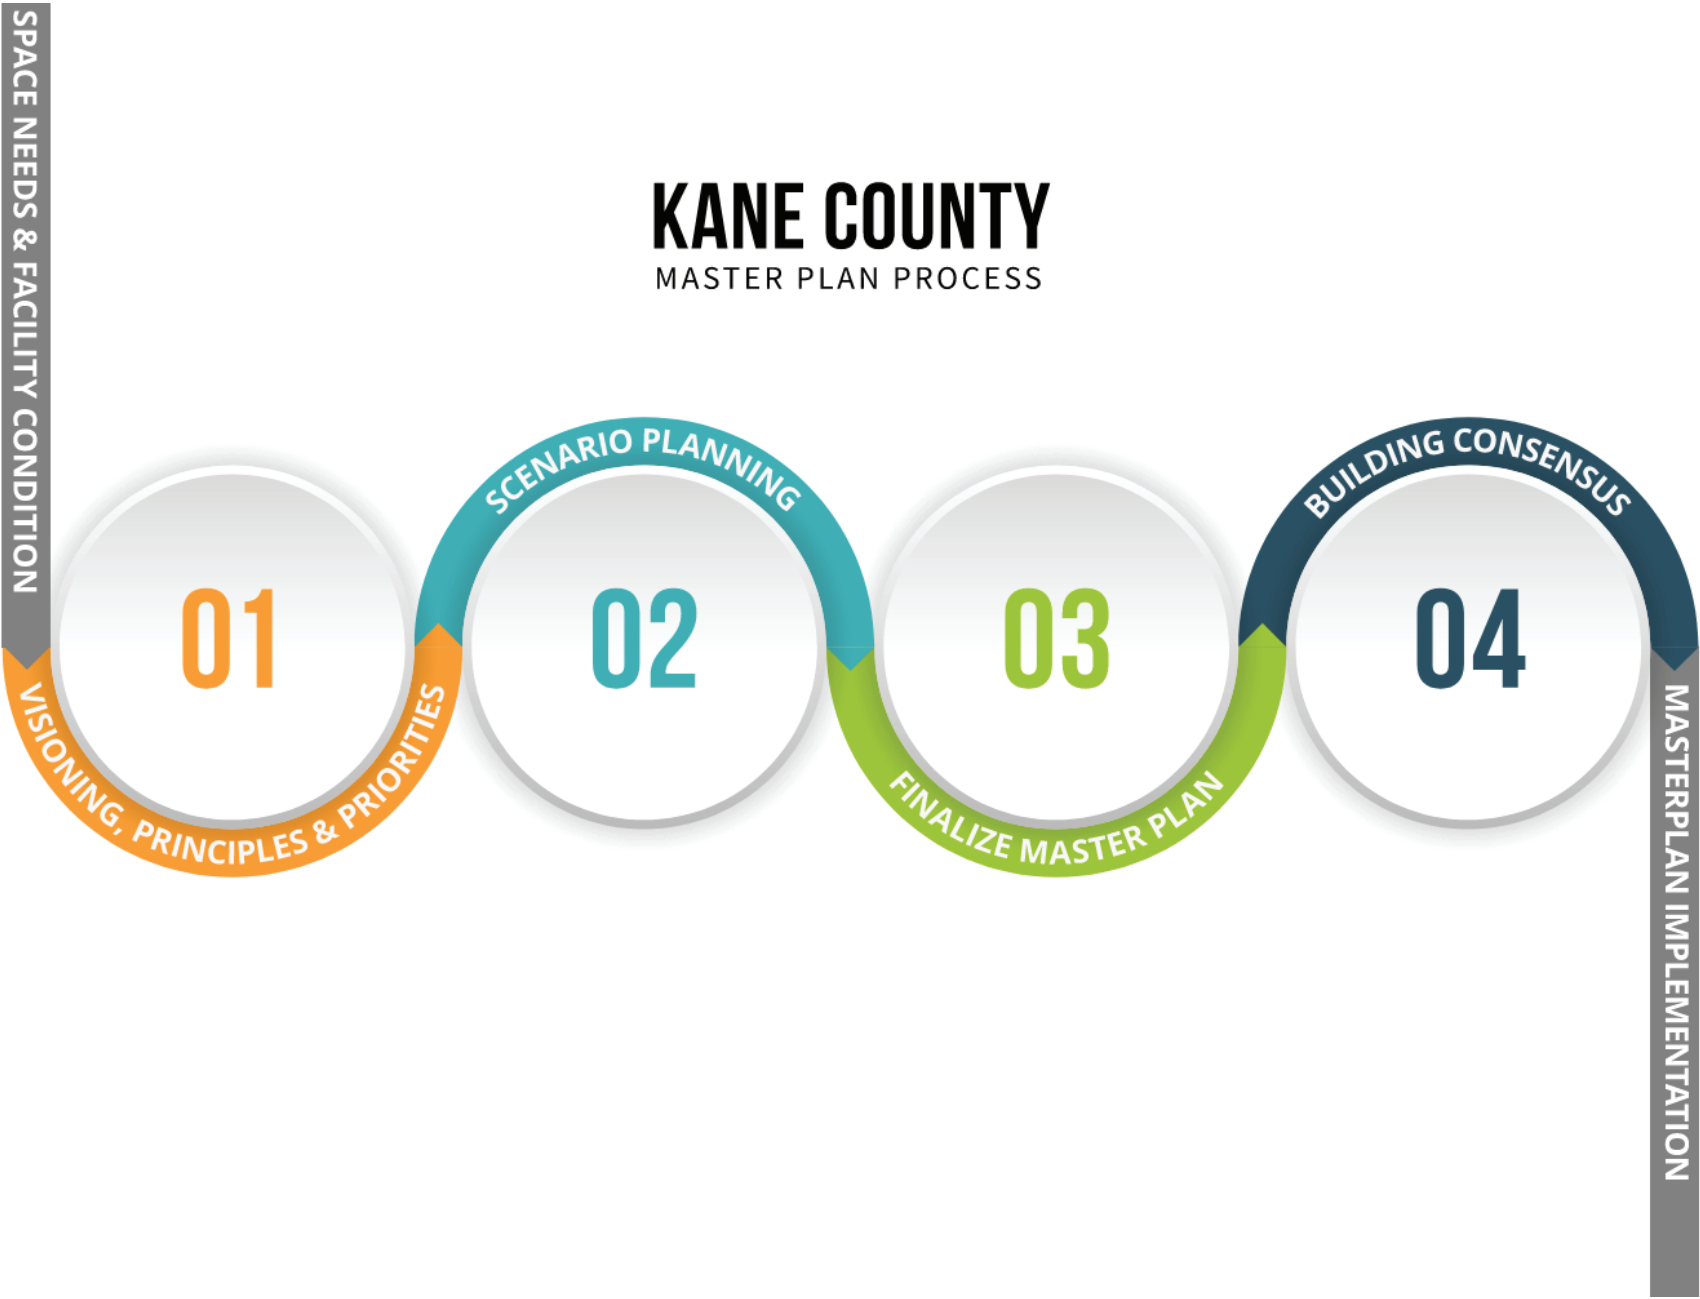 KANE COUNTY
MASTER PLAN PROCESS
SPACE NEEDS & FACILITY CONDITION
01
VISIONING, PRINCIPLES & PRIORITIES
02
SCENARIO PLANNING
03
FINALIZE MASTER PLAN
04
BUILDING CONSENSUS
MASTERPLAN IMPLEMENTATION